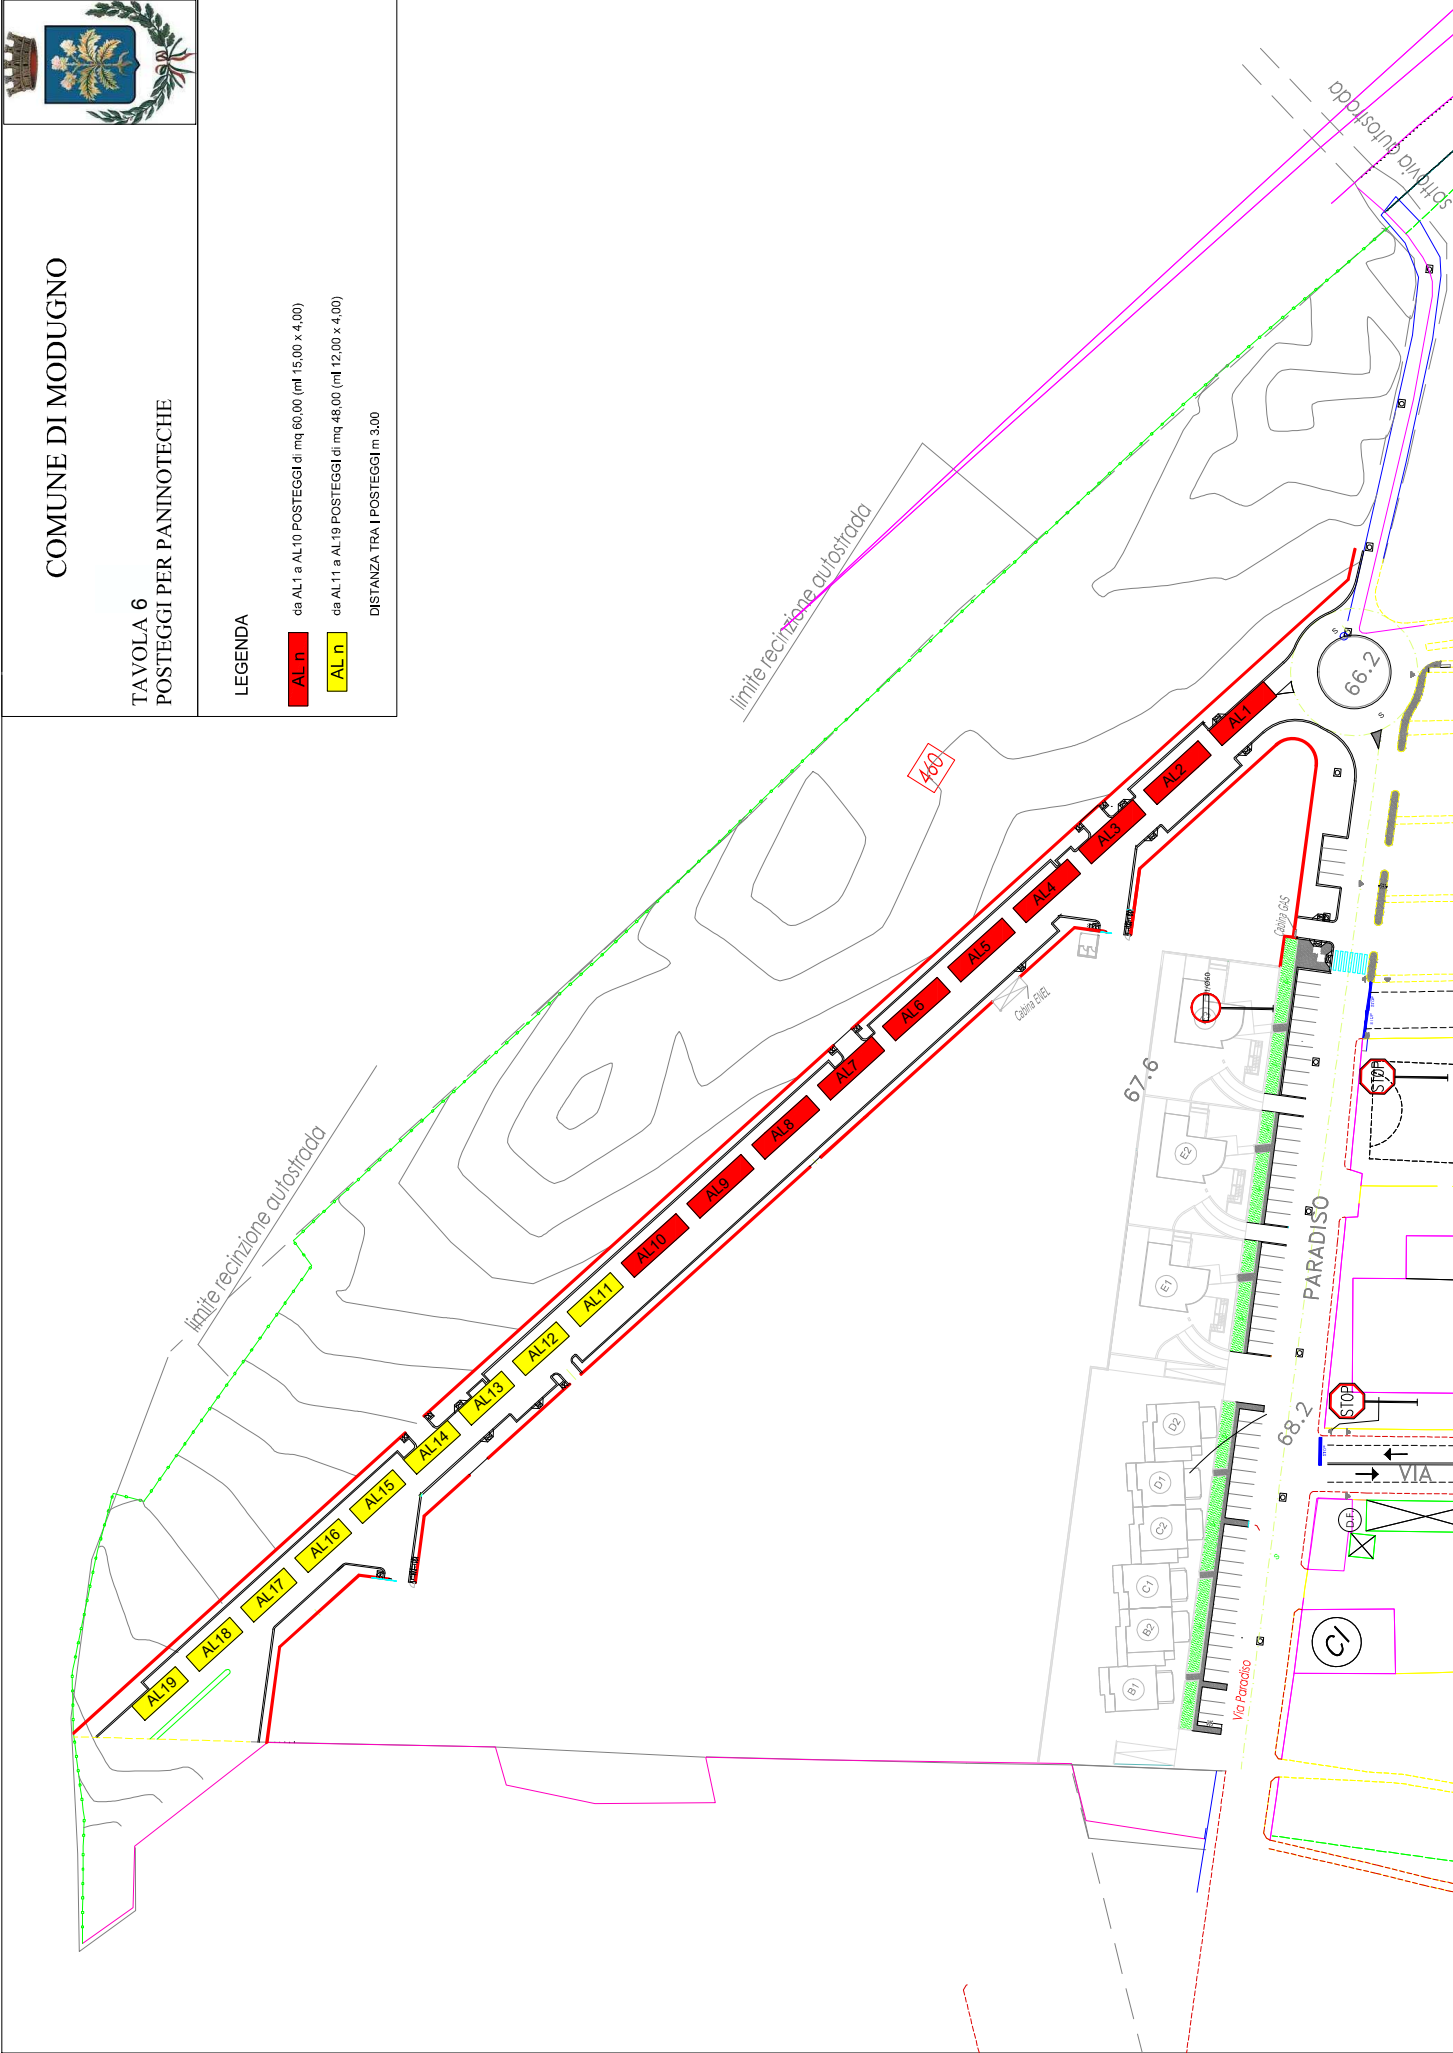 COMUNE DI MODUGNO
TAVOLA 6
POSTEGGI PER PANINOTECHE
LEGENDA
AL n
da AL1 a AL10 POSTEGGI di mq 60,00 (ml 15,00 x 4,00)
AL n
da AL11 a AL19 POSTEGGI di mq 48,00 (ml 12,00 x 4,00)
DISTANZA TRA I POSTEGGI m 3.00
sottovia autostrada
limite recinzione autostrada
limite recinzione autostrada
460
66.2
S
S
AL1
AL2
AL3
AL4
AL5
AL6
AL7
AL8
AL9
AL10
AL11
AL12
AL13
AL14
AL15
AL16
AL17
AL18
AL19
Cabina GAS
Cabina ENEL
67.6
E2
E1
D2
D1
C2
C1
B2
B1
STOP
STOP
PARADISO
68.2
VIA
D.F.
CI
Via Paradiso